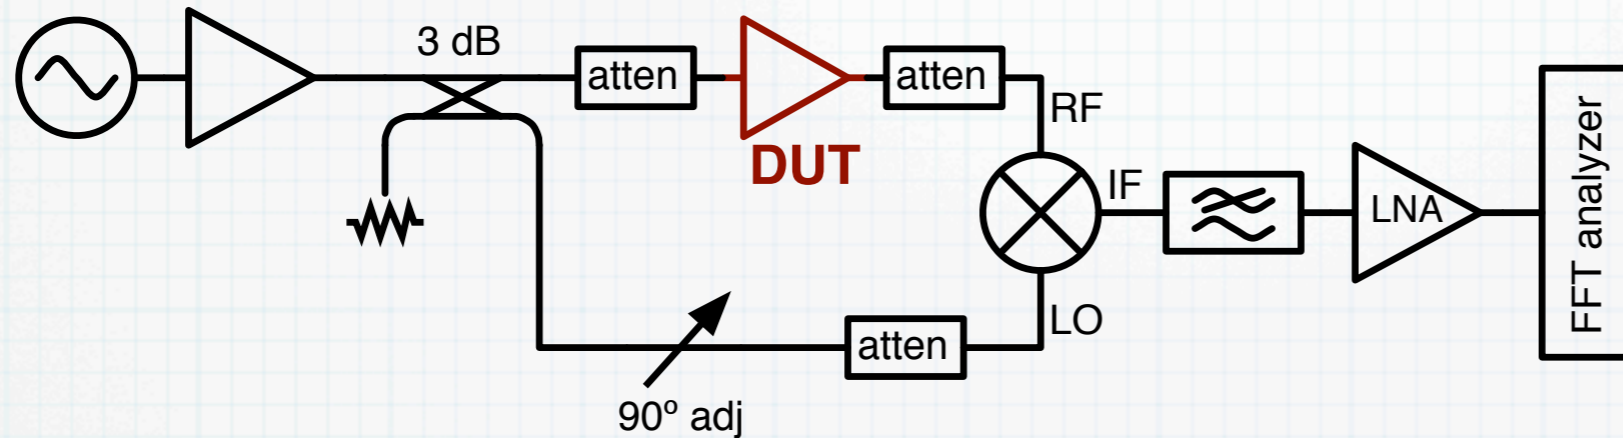 3 dB
atten
DUT
atten
RF
IF
LNA
FFT analyzer
LO
atten
90º adj